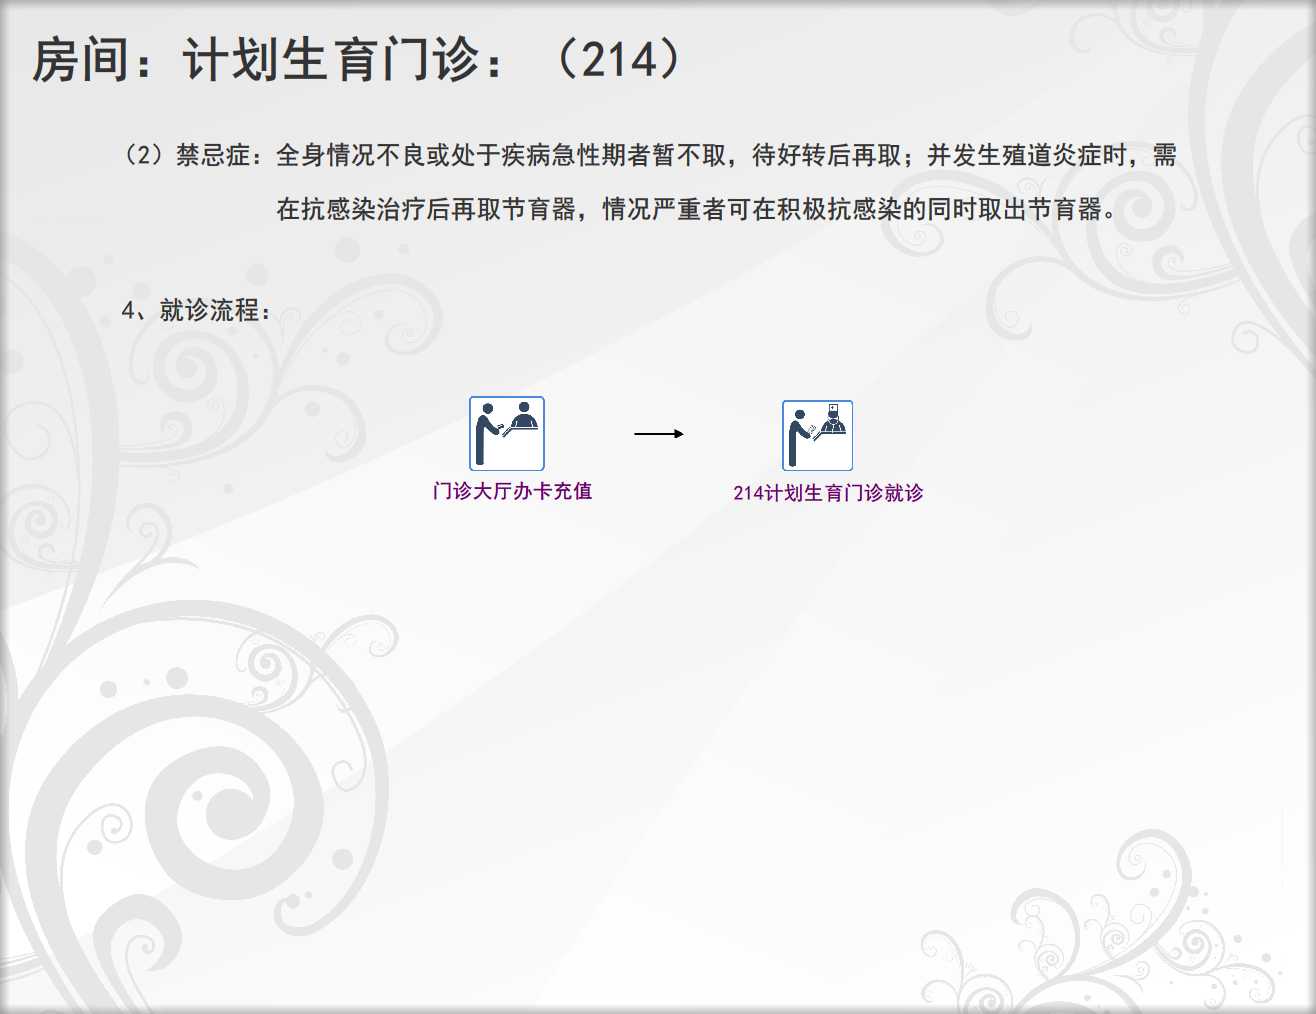 房间：计划生育门诊：（214）
（2）禁忌症：全身情况不良或处于疾病急性期者暂不取，待好转后再取；并发生殖道炎症时，需
在抗感染治疗后再取节育器，情况严重者可在积极抗感染的同时取出节育器。
4、就诊流程：
门诊大厅办卡充值
214计划生育门诊就诊